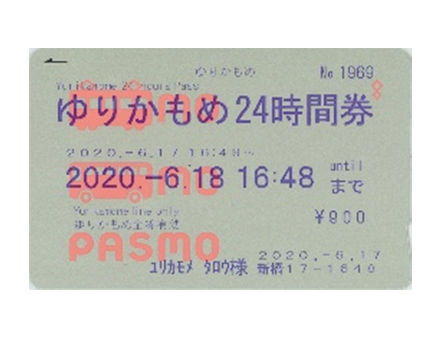 ゆりかもめ No 1969
Yurikamome 24 hours Pass
ゆりかもめ24時間券
2020.-6.17 16:48~
2020.-6.18 16:48 until まで
Yurikamome line only ¥900
ゆりかもめ全線有効
PASMO
2020.-6.17
ユリカモメ タロウ様 新橋17-1840